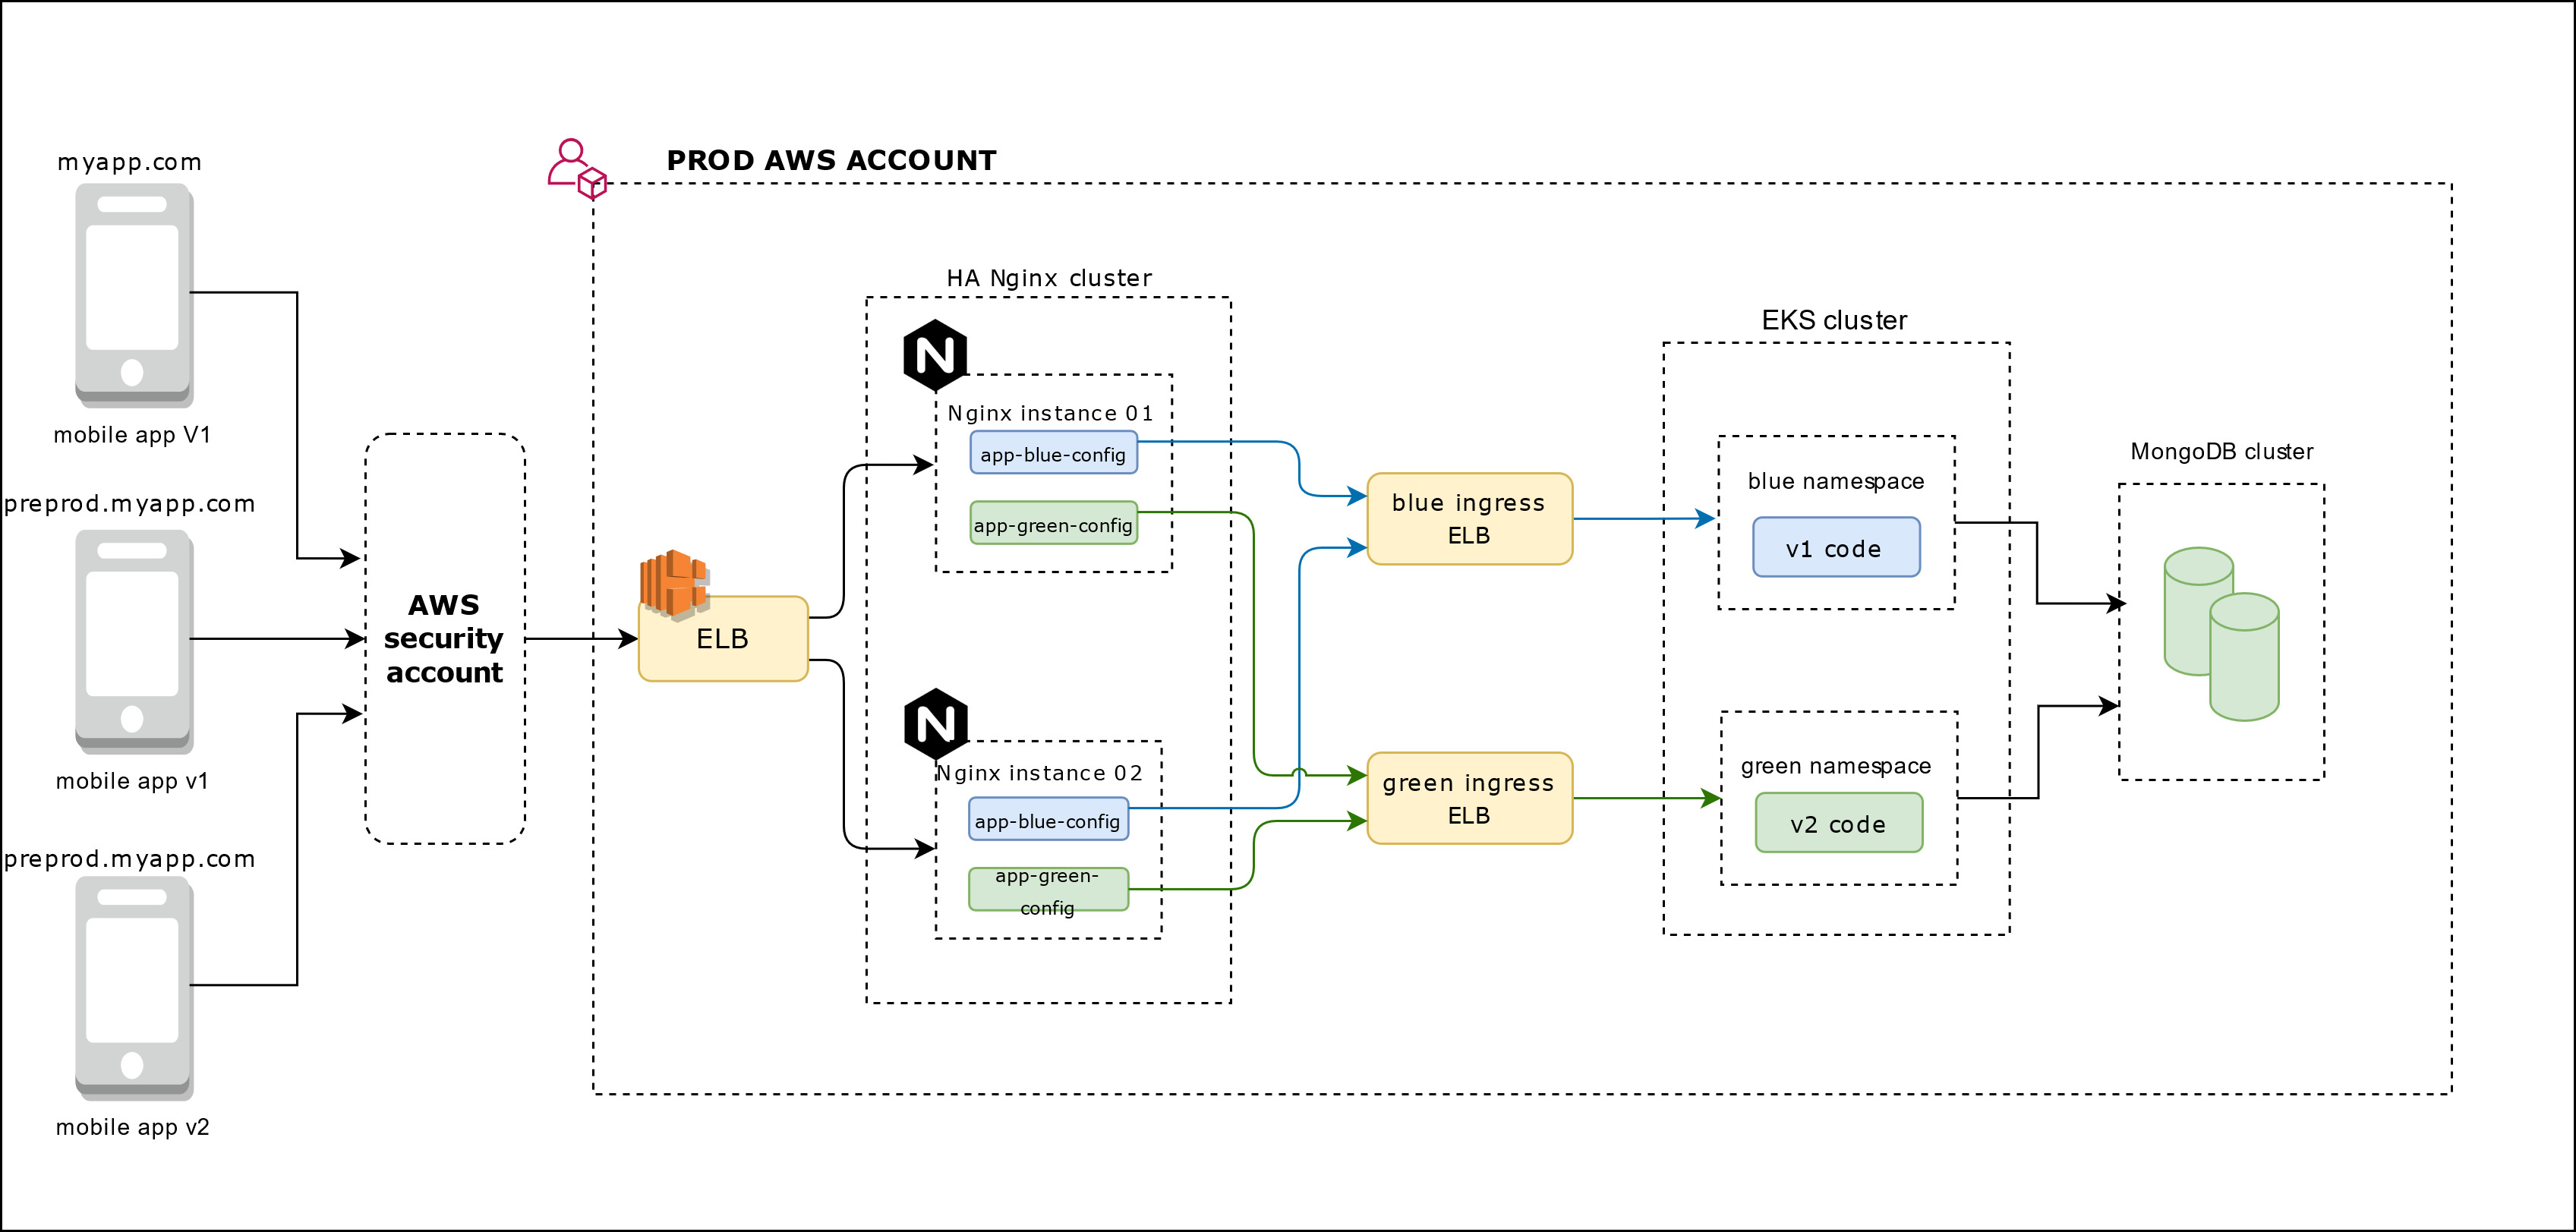 myapp.com
mobile app V1
preprod.myapp.com
mobile app v1
preprod.myapp.com
mobile app v2
AWS
security
account
PROD AWS ACCOUNT
ELB
HA Nginx cluster
N
Nginx instance 01
app-blue-config
app-green-config
N
Nginx instance 02
app-blue-config
app-green-
config
blue ingress
ELB
green ingress
ELB
EKS cluster
blue namespace
v1 code
green namespace
v2 code
MongoDB cluster